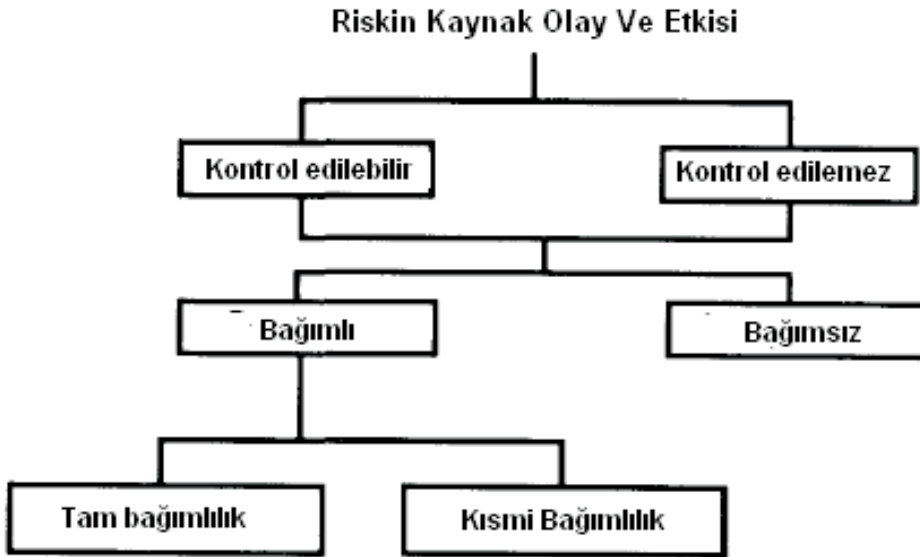 Riskin Kaynak Olay Ve Etkisi
Kontrol edilebilir
Kontrol edilemez
Bağımlı
Bağımsız
Tam bağımlılık
Kısmi Bağımlılık